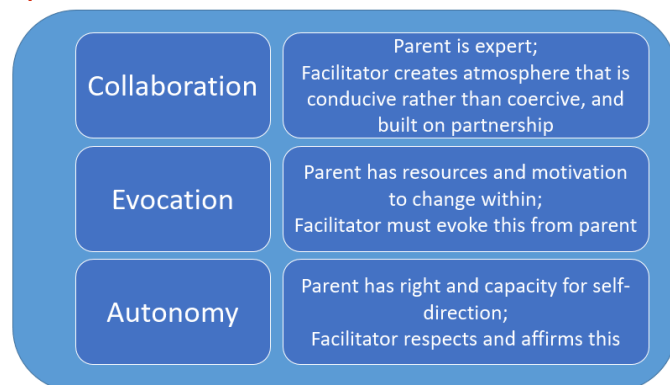 Collaboration
Parent is expert;
Facilitator creates atmosphere that is
conducive rather than coercive, and
built on partnership
Evocation
Parent has resources and motivation
to change within;
Facilitator must evoke this from parent
Autonomy
Parent has right and capacity for self-
direction;
Facilitator respects and affirms this